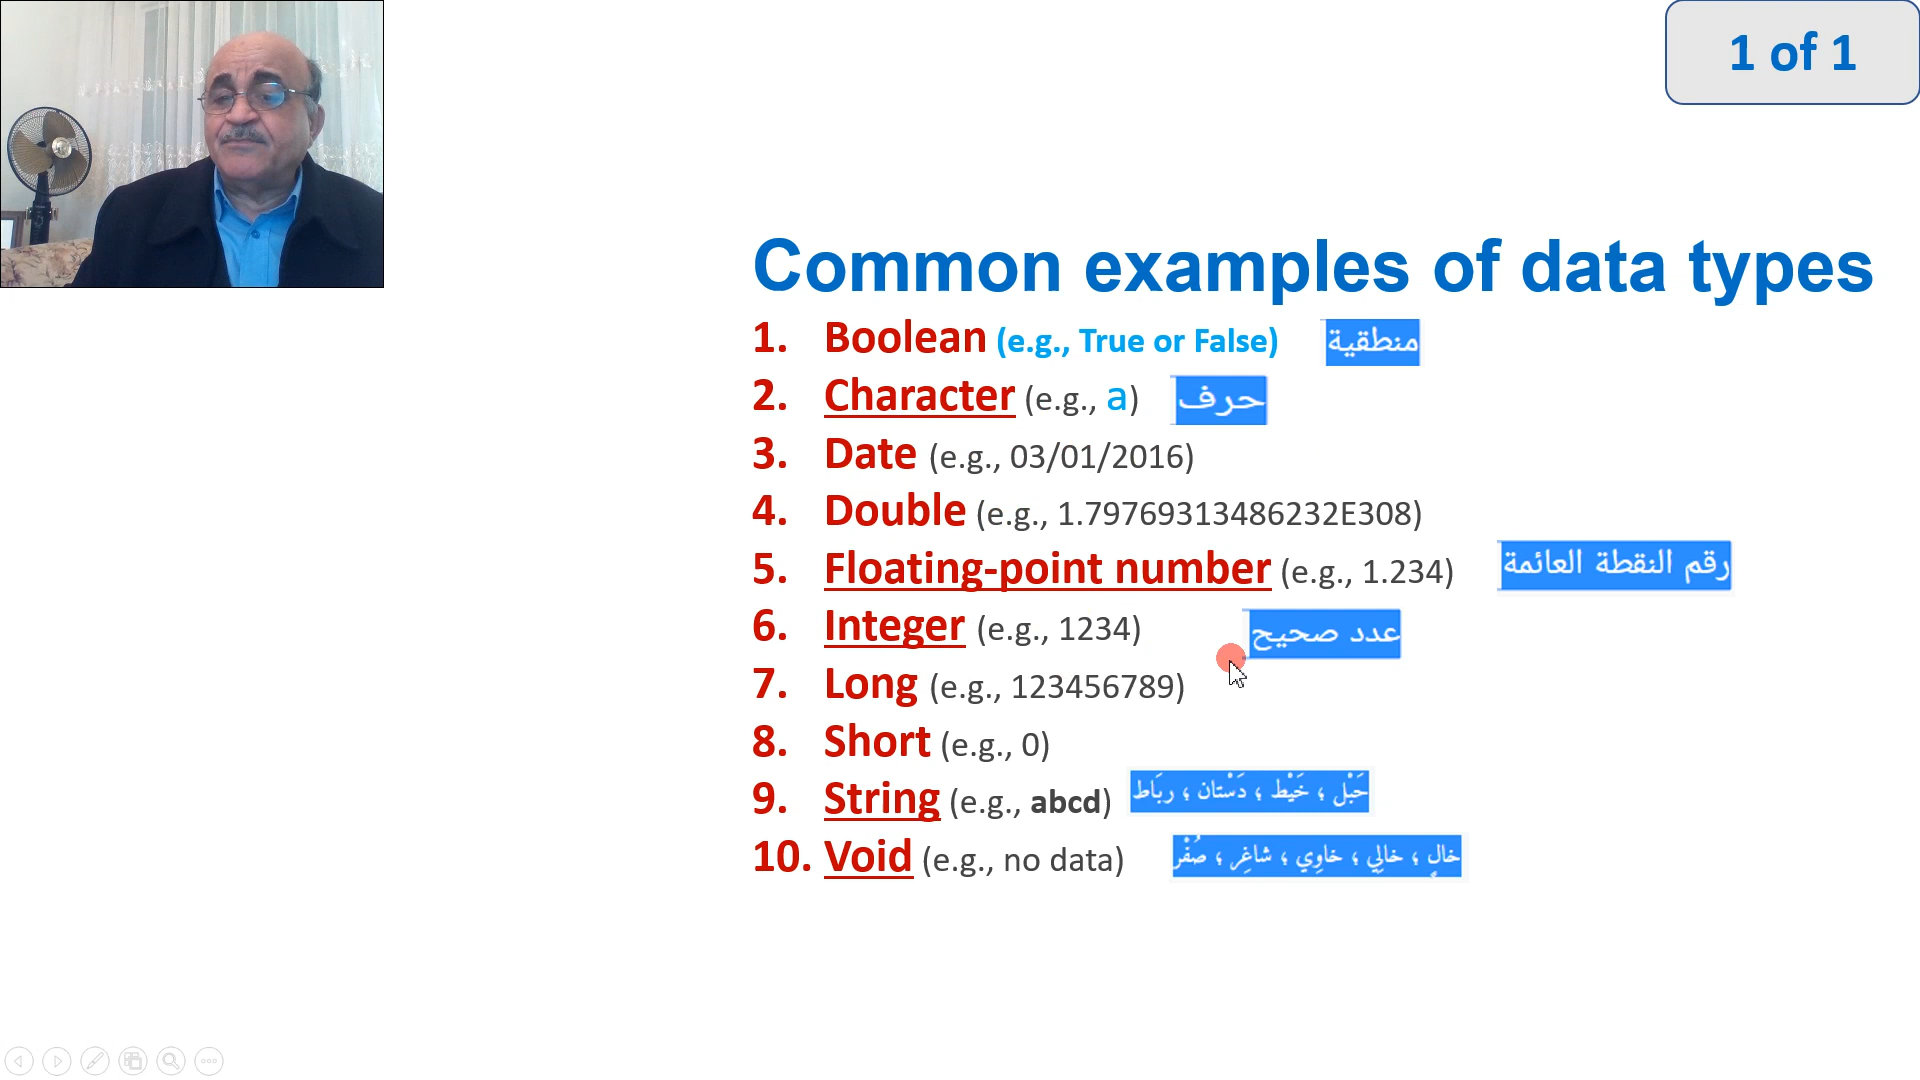 1 of 1
Common examples of data types
1. Boolean (e.g., True or False) منطقية
2. Character (e.g., a) حرف
3. Date (e.g., 03/01/2016)
4. Double (e.g., 1.79769313486232E308)
5. Floating-point number (e.g., 1.234) رقم النقطة العائمة
6. Integer (e.g., 1234) عدد صحيح
7. Long (e.g., 123456789)
8. Short (e.g., 0)
9. String (e.g., abcd) حَبْل ؛ خَيْط ؛ دَسْتان ؛ ربَاط
10. Void (e.g., no data) خالٍ ؛ خالِي ؛ خاوِي ؛ شاغِر ؛ صُفْر